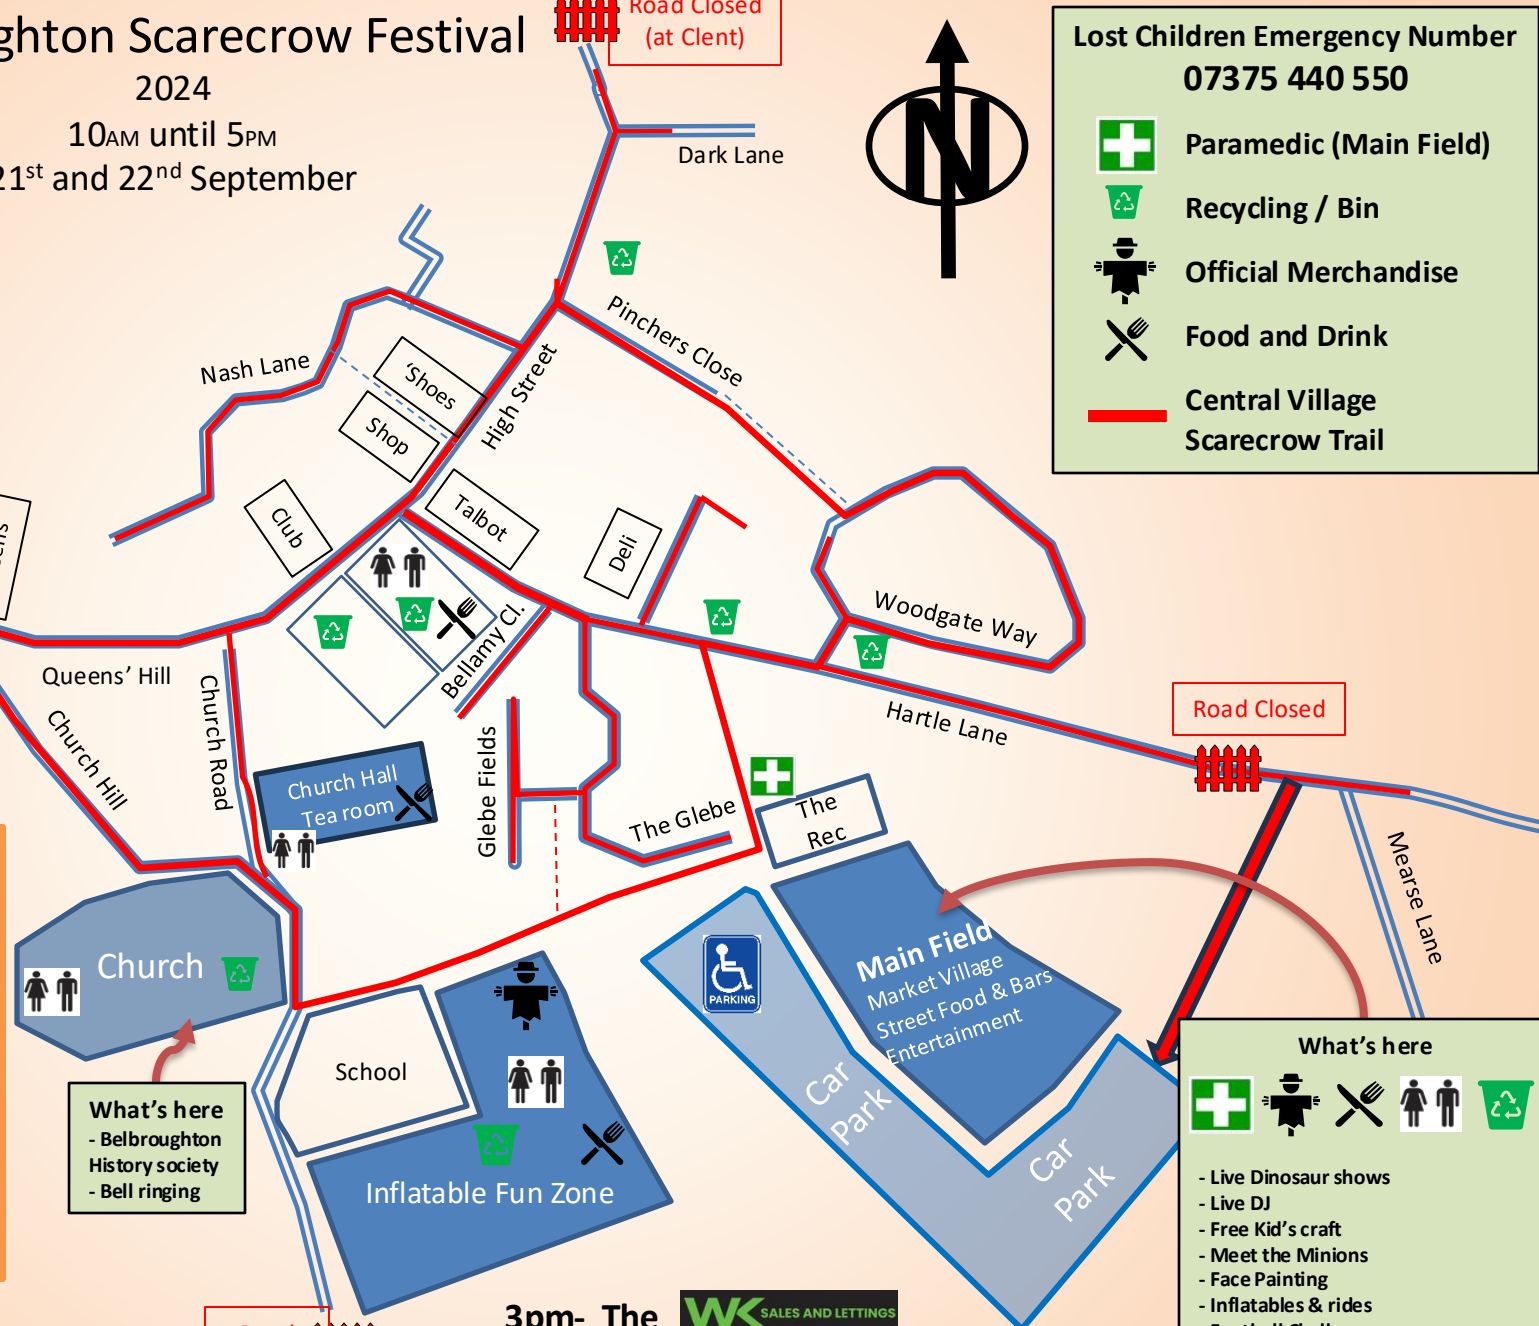 ghton Scarecrow Festival
2024
10AM until 5PM
21st and 22nd September
Road Closed
(at Clent)
Lost Children Emergency Number
07375 440 550
Paramedic (Main Field)
Recycling / Bin
Official Merchandise
Food and Drink
Central Village
Scarecrow Trail
N
Dark Lane
Pinchers Close
Nash Lane
'Shoes
High Street
Shop
Talbot
Club
Deli
Woodgate Way
Bellamy Cl.
Queens' Hill
Church Road
Church Hill
Hartle Lane
Road Closed
Church Hall
Tea room
Glebe Fields
The Glebe
The
Rec
Mearse Lane
Main Field
Market Village
Street Food & Bars
Entertainment
PARKING
Church
Car
Park
Car
Park
School
Inflatable Fun Zone
What's here
- Belbroughton
History society
- Bell ringing
What's here
- Live Dinosaur shows
- Live DJ
- Free Kid's craft
- Meet the Minions
- Face Painting
- Inflatables & rides
3pm- The
WK SALES AND LETTINGS